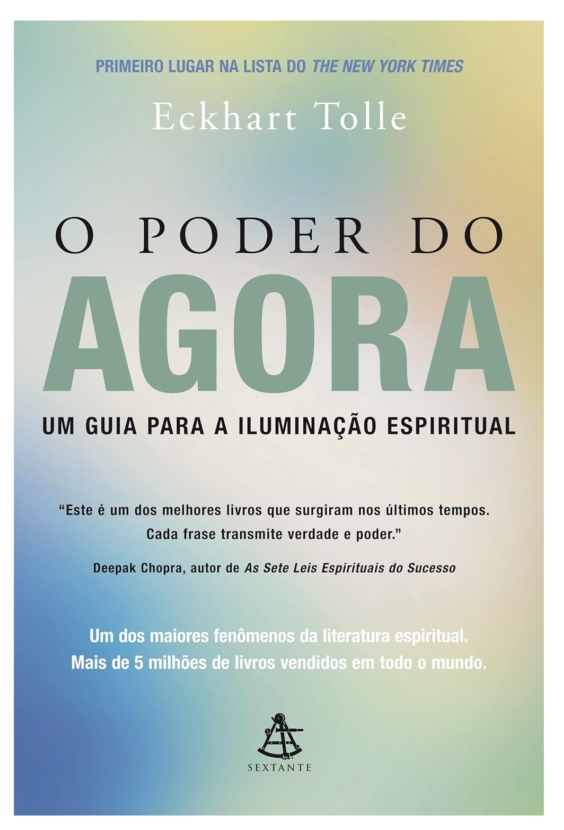 PRIMEIRO LUGAR NA LISTA DO THE NEW YORK TIMES
Eckhart Tolle
O PODER DO
AGORA
UM GUIA PARA A ILUMINAÇÃO ESPIRITUAL
“Este é um dos melhores livros que surgiram nos últimos tempos.
Cada frase transmite verdade e poder.”
Deepak Chopra, autor de As Sete Leis Espirituais do Sucesso
Um dos maiores fenômenos da literatura espiritual.
Mais de 5 milhões de livros vendidos em todo o mundo.
SEXTANTE